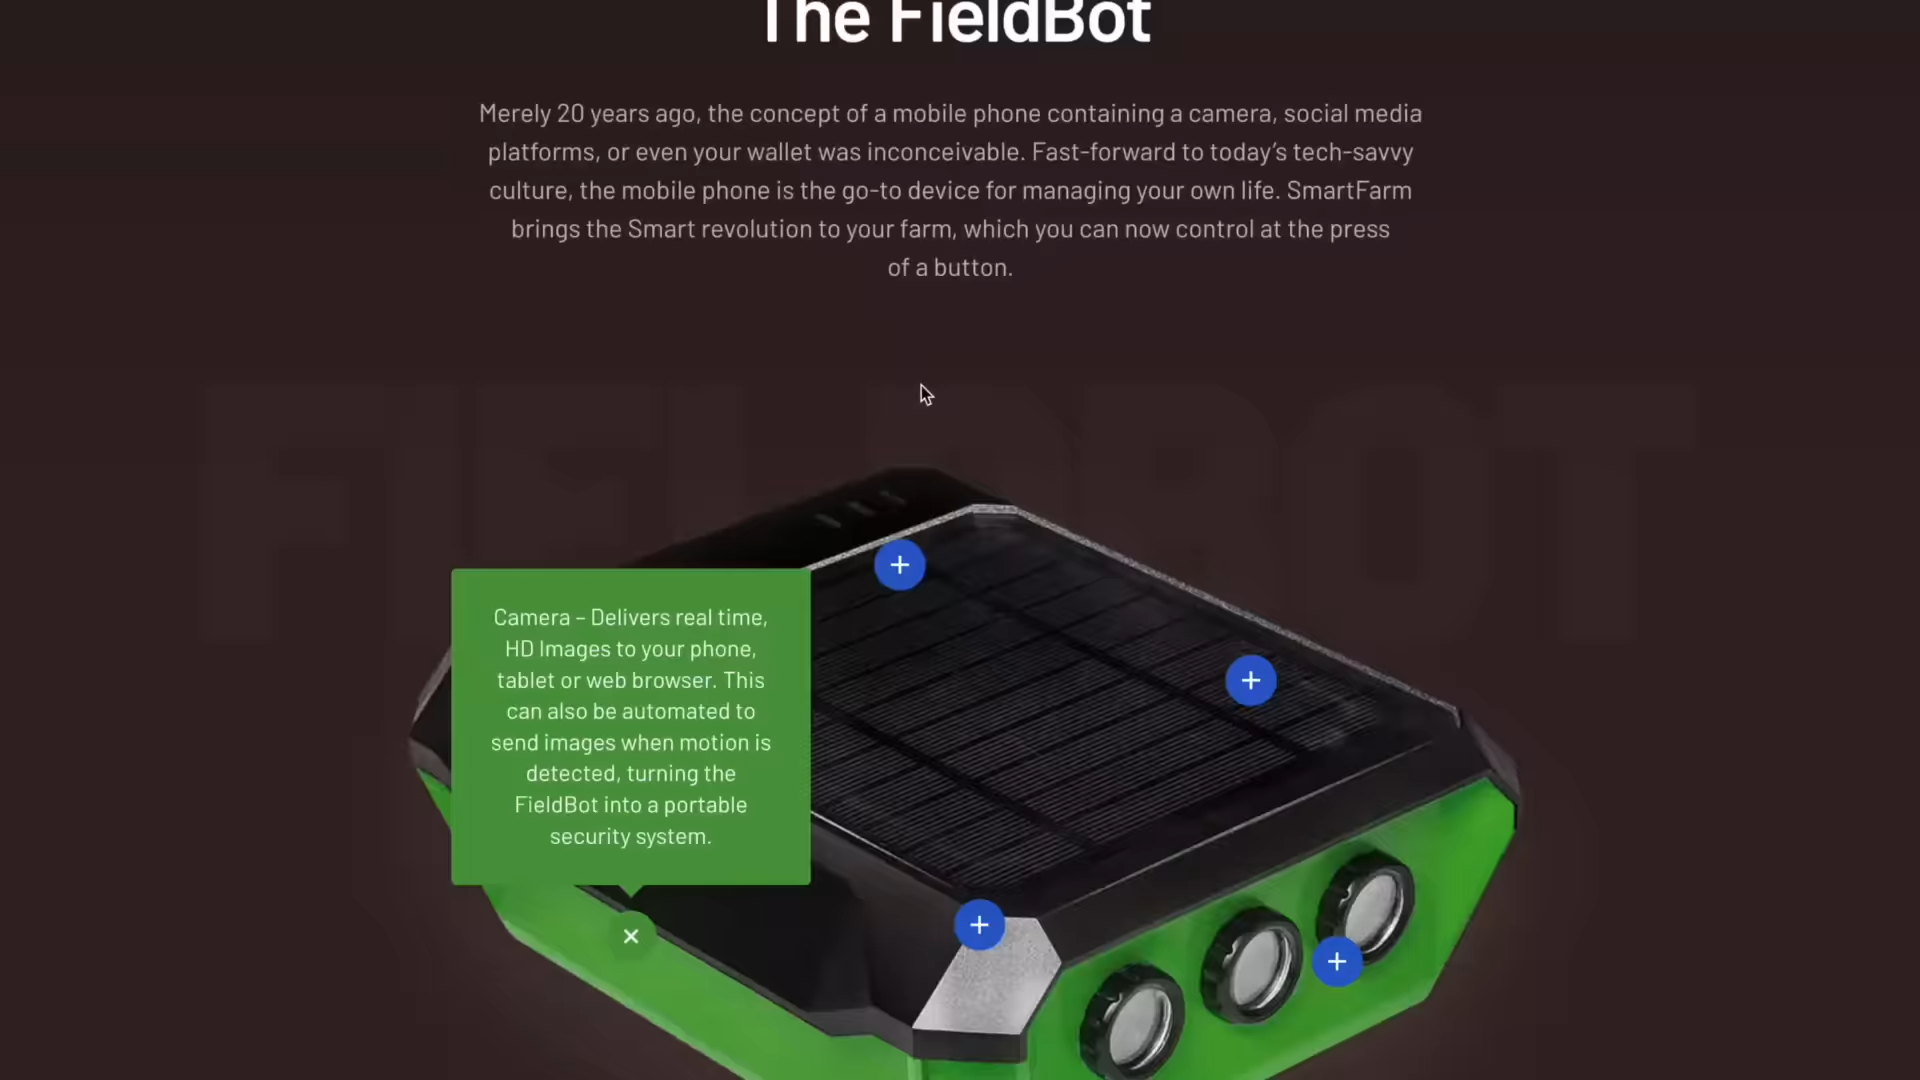 The FieldBot
Merely 20 years ago, the concept of a mobile phone containing a camera, social media
platforms, or even your wallet was inconceivable. Fast-forward to today's tech-savvy
culture, the mobile phone is the go-to device for managing your own life. SmartFarm
brings the Smart revolution to your farm, which you can now control at the press
of a button.
FIELDBOT
Camera – Delivers real time,
HD Images to your phone,
tablet or web browser. This
can also be automated to
send images when motion is
detected, turning the
FieldBot into a portable
security system.